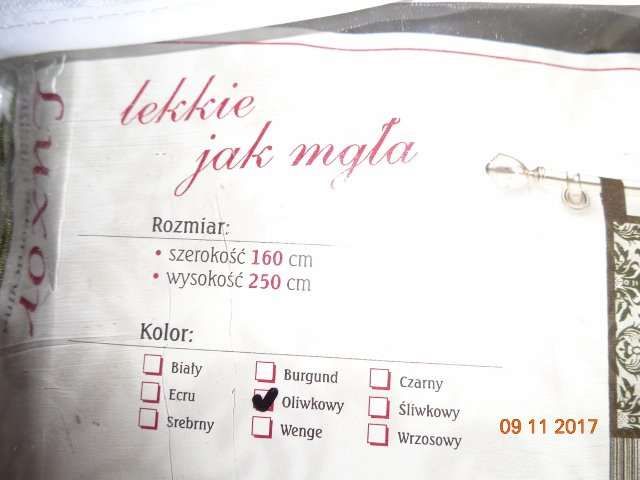 lekkie
jak mgła
Luxor
Rozmiar:
• szerokość 160 cm
• wysokość 250 cm
Kolor:
Biały
Burgund
Czarny
Ecru
Oliwkowy
Śliwkowy
Srebrny
Wenge
Wrzosowy
09 11 2017